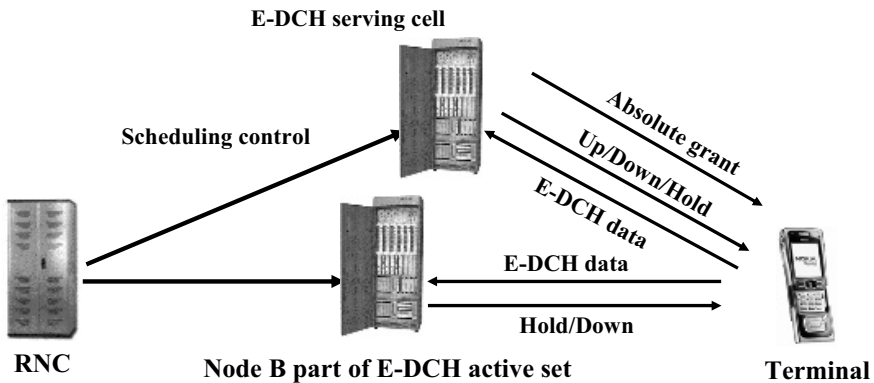 E-DCH serving cell
Absolute grant
Scheduling control
Up/Down/Hold
E-DCH data
E-DCH data
Hold/Down
RNC
Node B part of E-DCH active set
Terminal
NOKIA